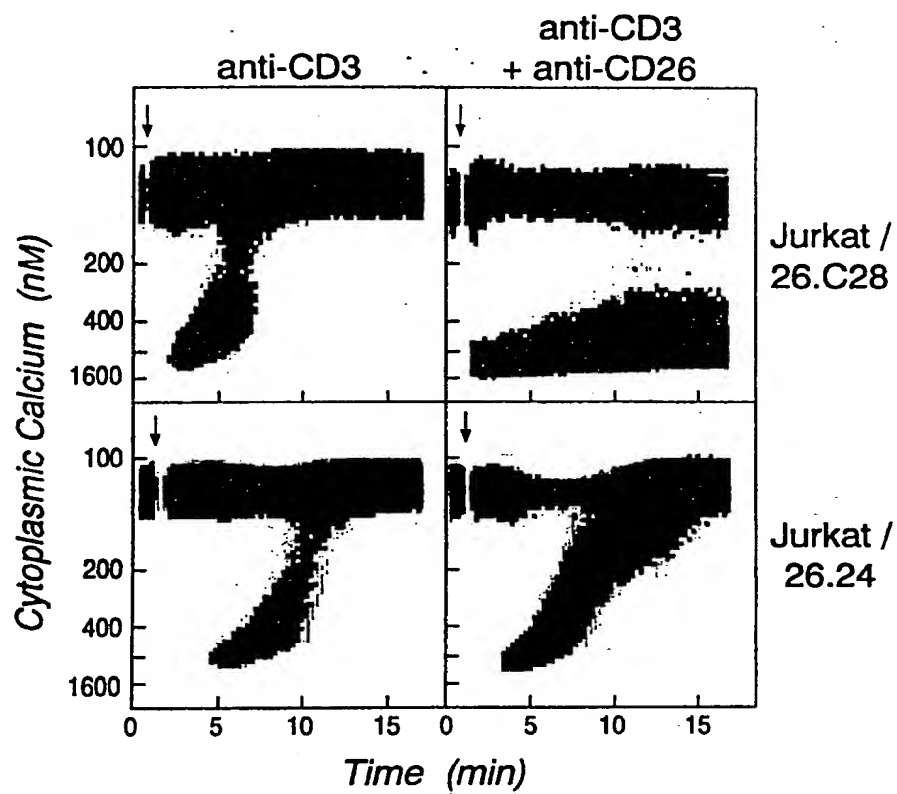 anti-CD3
anti-CD3
+ anti-CD26
100
200
400
1600
Jurkat /
26.C28
100
200
400
1600
Jurkat /
26.24
Cytoplasmic Calcium (nM)
0 5 10 15 0 5 10 15
Time (min)